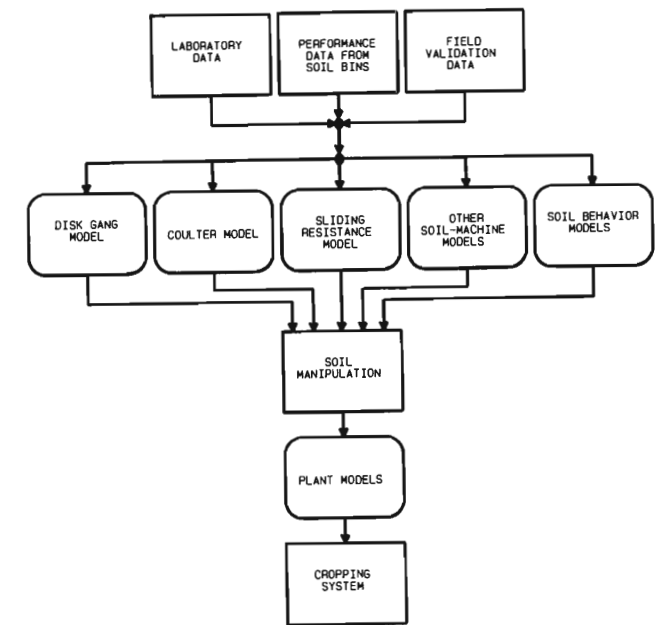 LABORATORY
DATA
PERFORMANCE
DATA FROM
SOIL BINS
FIELD
VALIDATION
DATA
DISK GANG
MODEL
COULTER MODEL
SLIDING
RESISTANCE
MODEL
OTHER
SOIL-MACHINE
MODELS
SOIL BEHAVIOR
MODELS
SOIL
MANIPULATION
PLANT MODELS
CROPPING
SYSTEM